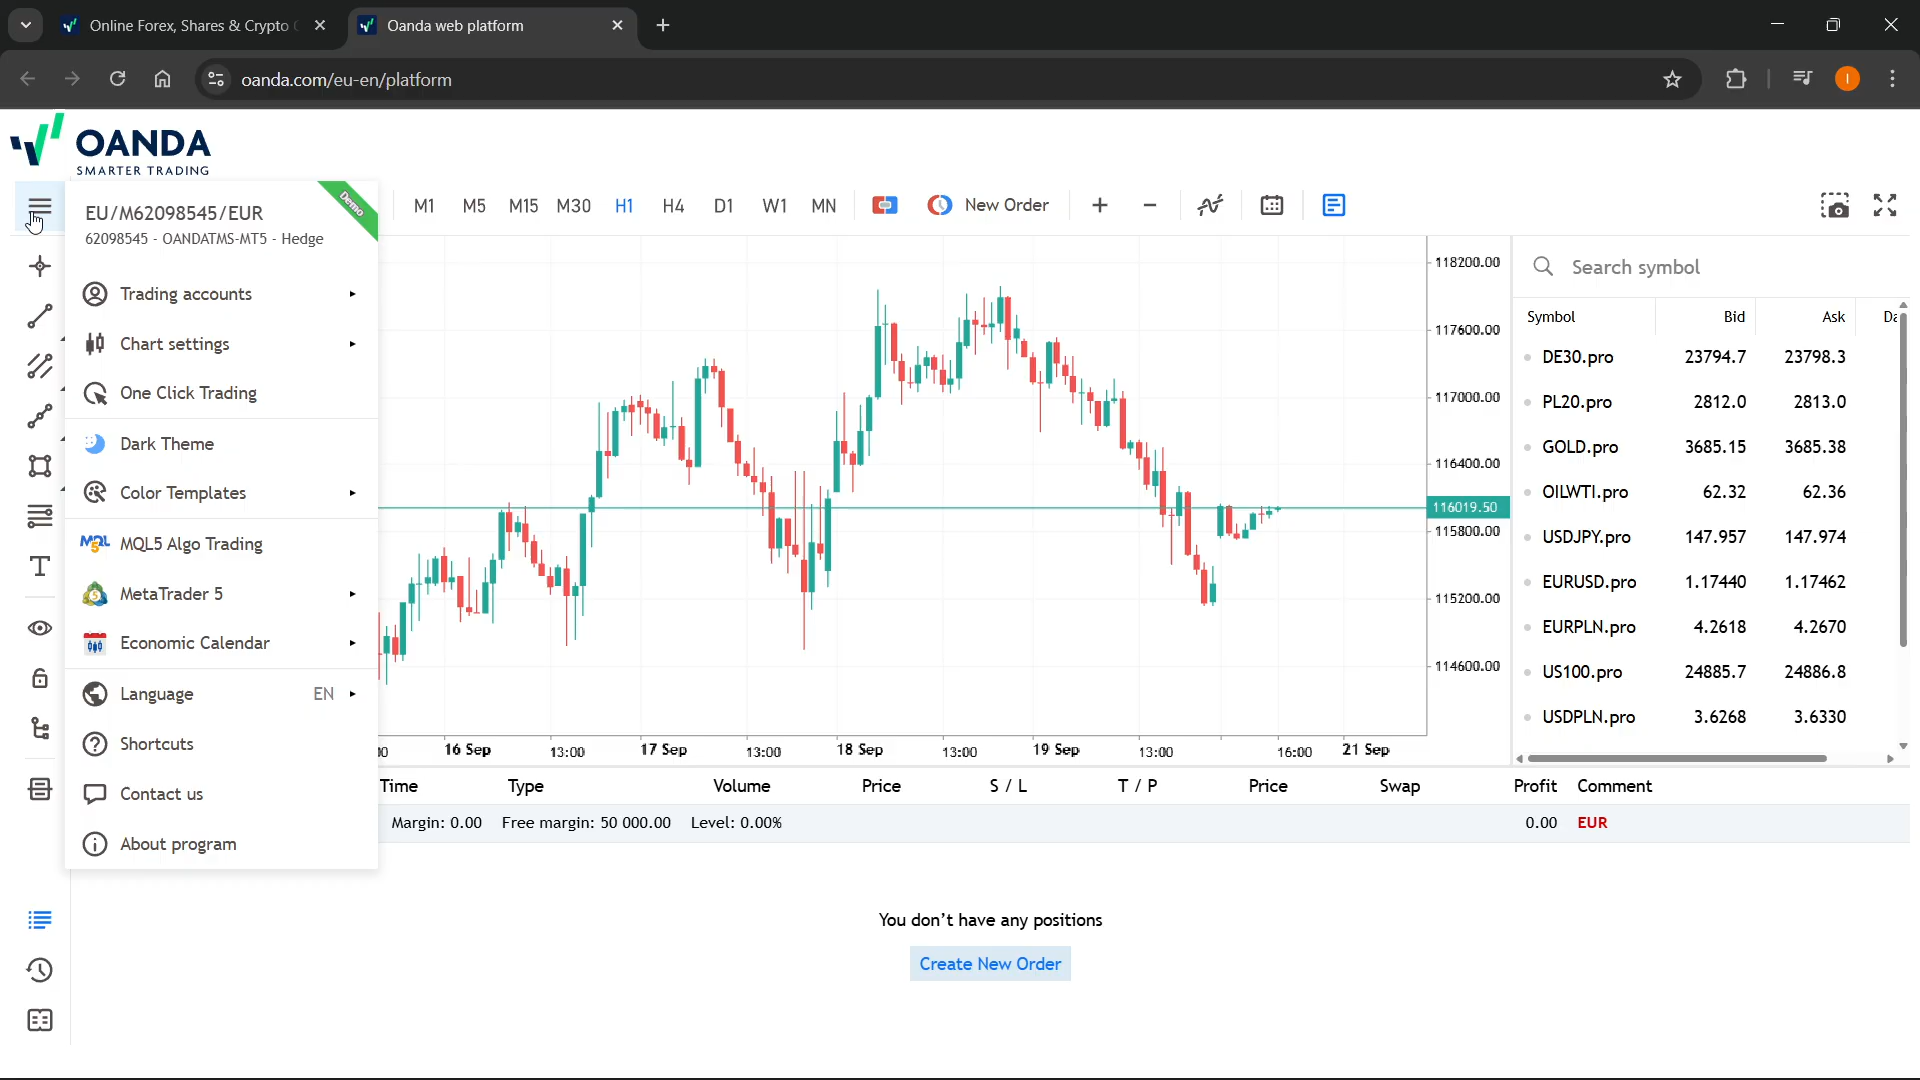 Online Forex, Shares & Crypto
Oanda web platform
I
oanda.com/eu-en/platform
OANDA
SMARTER TRADING
EU/M62098545/EUR
62098545 - OANDATMS-MT5 - Hedge
Demo
Trading accounts
Chart settings
One Click Trading
Dark Theme
Color Templates
MQL5 Algo Trading
MetaTrader 5
Economic Calendar
Language EN
Shortcuts
Contact us
About program
M1 M5 M15 M30 H1 H4 D1 W1 MN New Order
118200.00
117600.00
117000.00
116400.00
116019.50
115800.00
115200.00
114600.00
16 Sep 13:00 17 Sep 13:00 18 Sep 13:00 19 Sep 13:00 16:00 21 Sep
Search symbol
Symbol Bid Ask
DE30.pro 23794.7 23798.3
PL20.pro 2812.0 2813.0
GOLD.pro 3685.15 3685.38
OILWTI.pro 62.32 62.36
USDJPY.pro 147.957 147.974
EURUSD.pro 1.17440 1.17462
EURPLN.pro 4.2618 4.2670
US100.pro 24885.7 24886.8
USDPLN.pro 3.6268 3.6330
Time Type Volume Price S / L T / P Price Swap Profit Comment
Margin: 0.00 Free margin: 50 000.00 Level: 0.00% 0.00 EUR
You don't have any positions
Create New Order